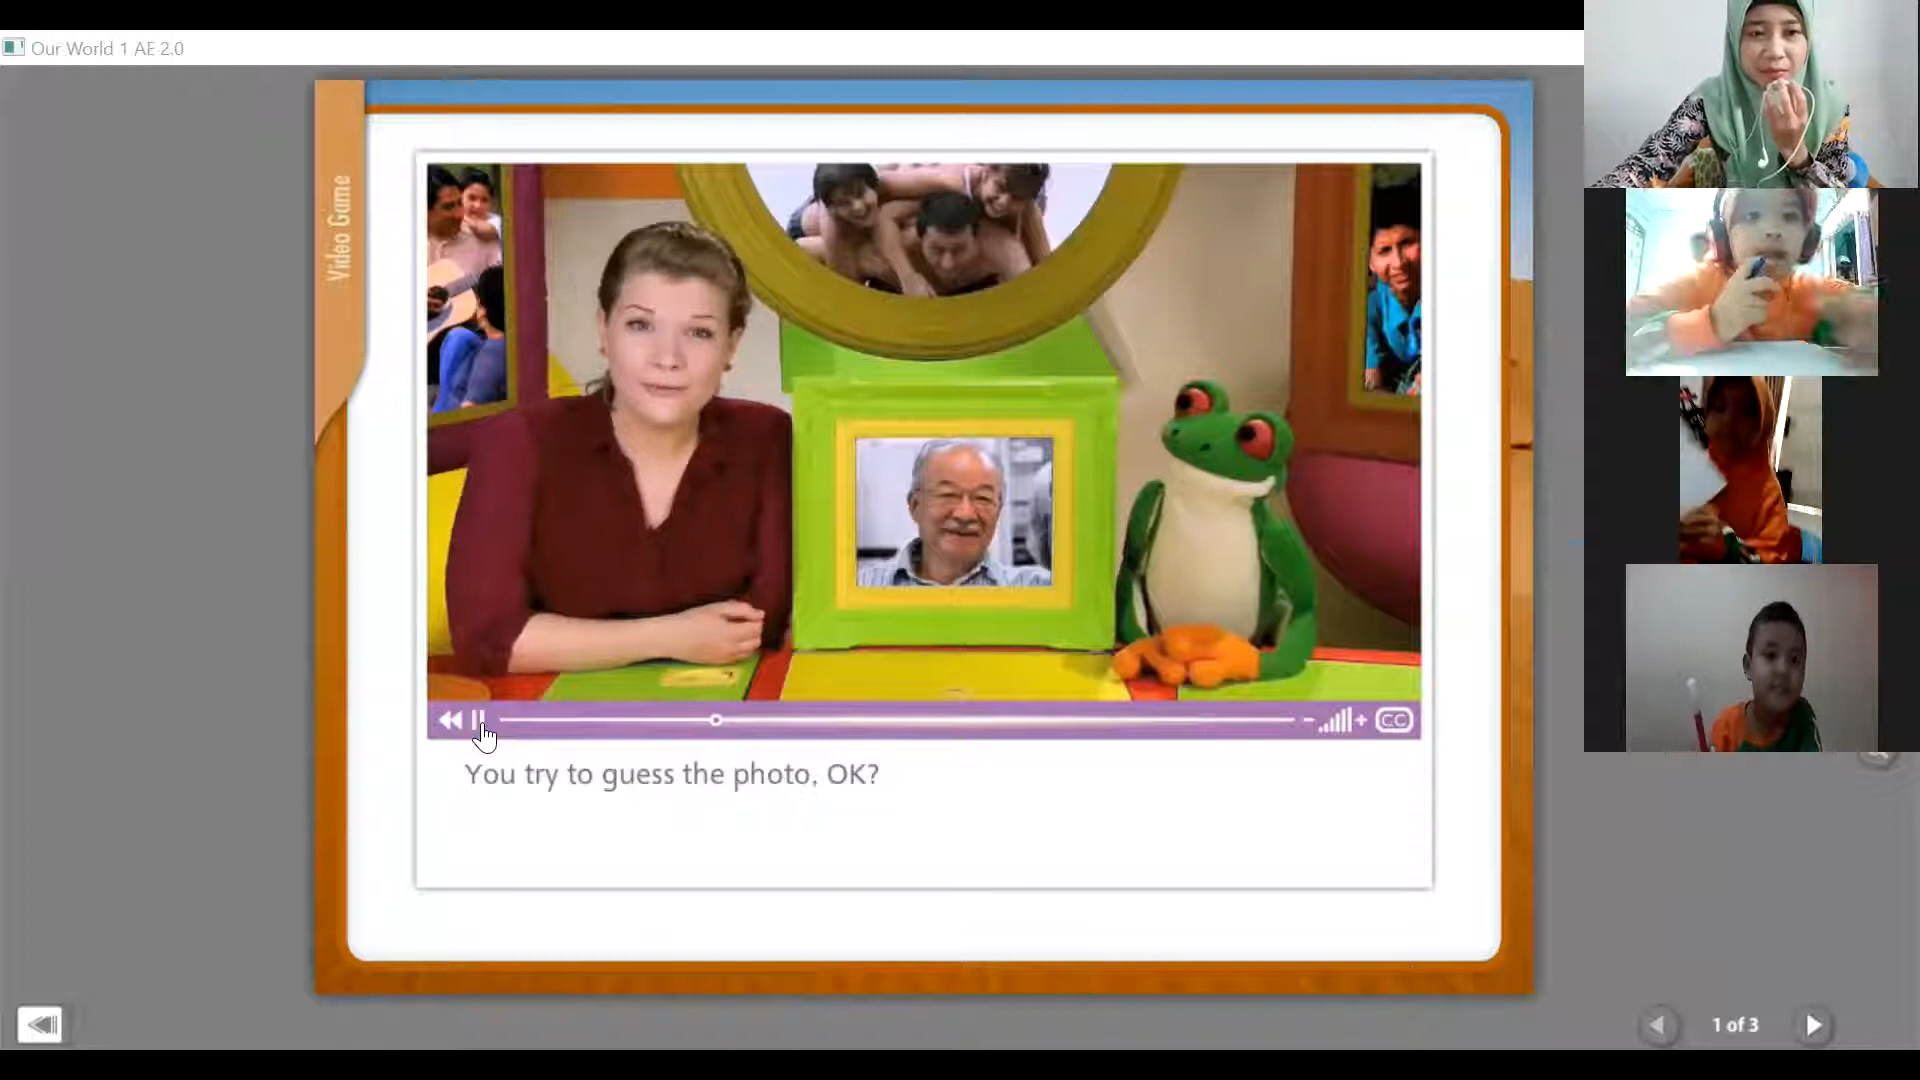 Our World 1 AE 2.0
Video Game
CC
You try to guess the photo, OK?
1 of 3